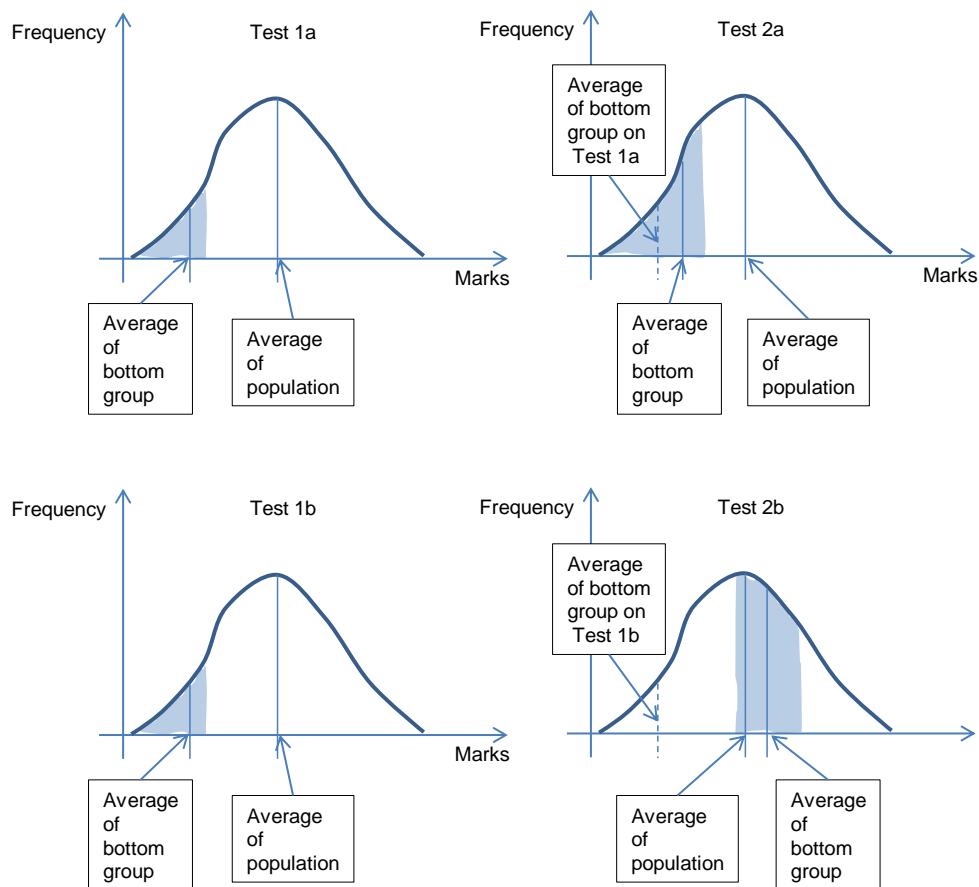 Frequency
Test 1a
Marks
Average
of
bottom
group
Average
of
population
Test 2a
Average
of bottom
group on
Test 1a
Marks
Average
of
bottom
group
Average
of
population
Frequency
Test 1b
Marks
Average
of
bottom
group
Average
of
population
Frequency
Test 2b
Average
of bottom
group on
Test 1b
Average
of
population
Average
of
bottom
group